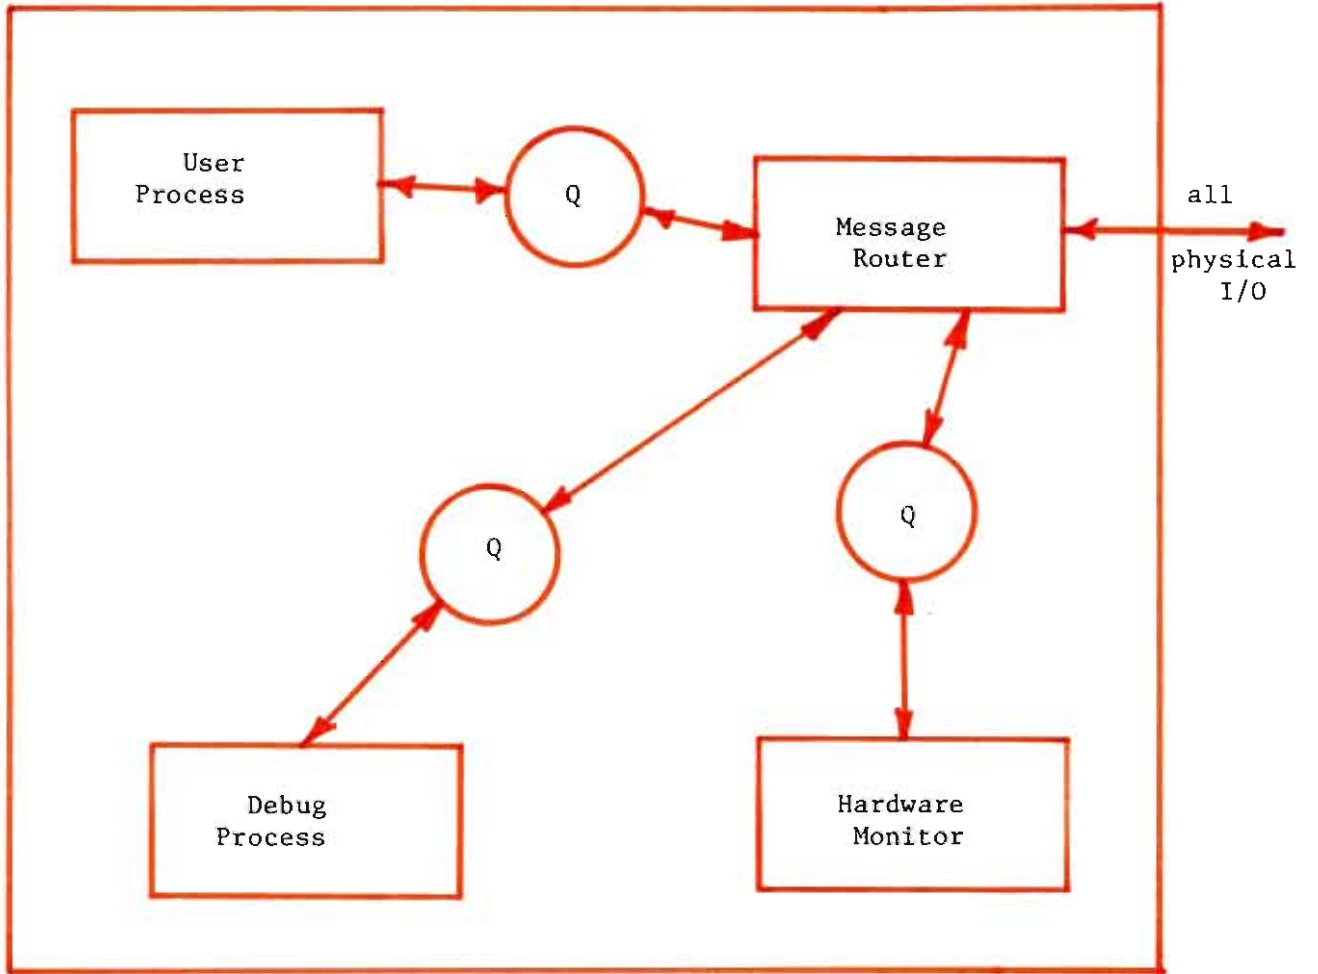 User
Process
Q
Message
Router
all
physical
I/O
Q
Q
Debug
Process
Hardware
Monitor